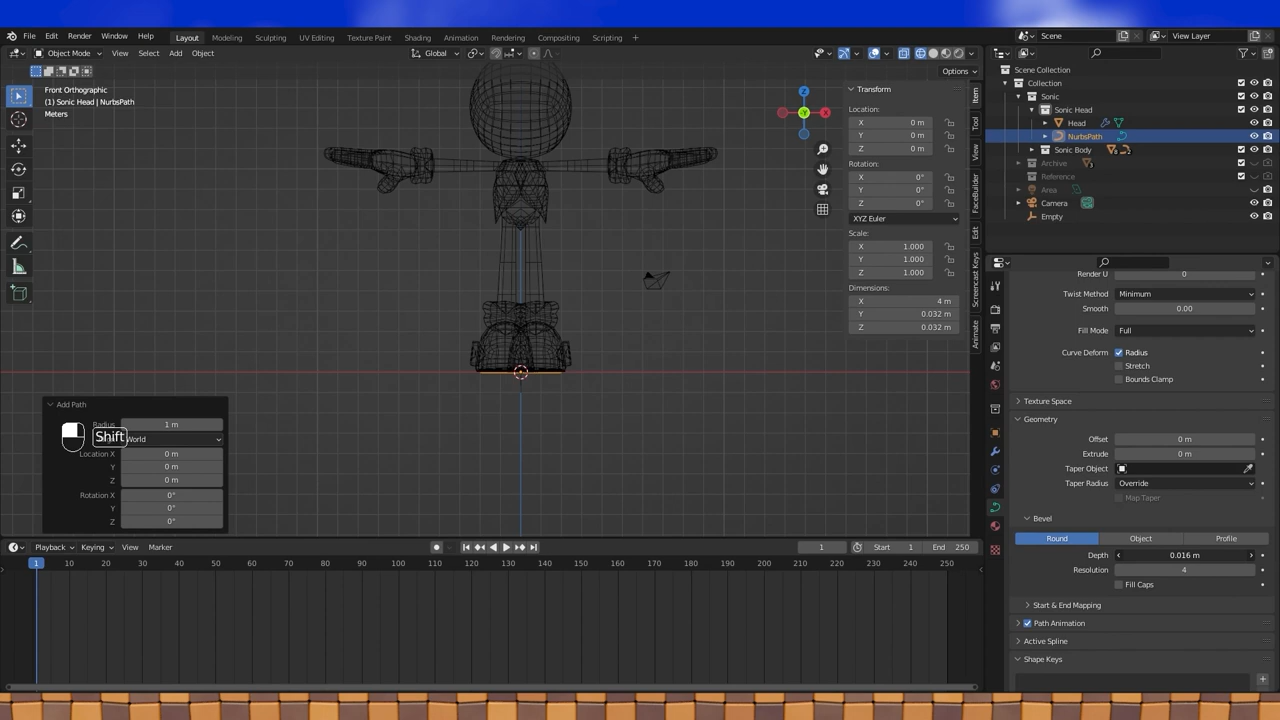 File Edit Render Window Help Layout Modeling Sculpting UV Editing Texture Paint Shading Animation Rendering Compositing Scripting + Scene View Layer
Object Mode View Select Add Object Global
Options
Front Orthographic
(1) Sonic Head | NurbsPath
Meters
Z
X
Y
Transform
Location:
X 0 m
Y 0 m
Z 0 m
Rotation:
X 0°
Y 0°
Z 0°
XYZ Euler
Scale:
X 1.000
Y 1.000
Z 1.000
Dimensions:
X 4 m
Y 0.032 m
Z 0.032 m
Item
Tool
View
FaceBuilder
Edit
Screencast Keys
Animate
Scene Collection
Collection
Sonic
Sonic Head
Head
NurbsPath
Sonic Body
Archive
Reference
Area
Camera
Empty
Render U 0
Twist Method Minimum
Smooth 0.00
Fill Mode Full
Curve Deform Radius
Stretch
Bounds Clamp
Texture Space
Geometry
Offset 0 m
Extrude 0 m
Taper Object
Taper Radius Override
Map Taper
Bevel
Round Object Profile
Depth 0.016 m
Resolution 4
Fill Caps
Start & End Mapping
Path Animation
Active Spline
Shape Keys
Add Path
Radius 1 m
Shift
World
Location X 0 m
Y 0 m
Z 0 m
Rotation X 0°
Y 0°
Z 0°
Playback Keying View Marker 1 Start 1 End 250
1 10 20 30 40 50 60 70 80 90 100 110 120 130 140 150 160 170 180 190 200 210 220 230 240 250